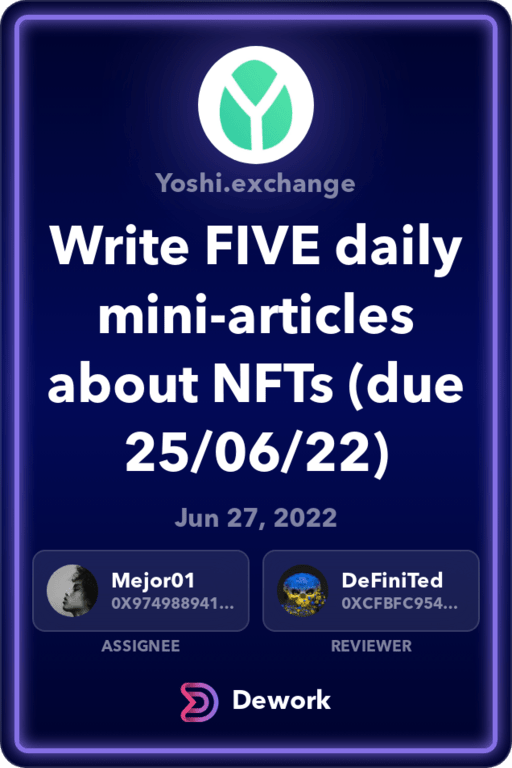 Yoshi.exchange
Write FIVE daily
mini-articles
about NFTs (due
25/06/22)
Jun 27, 2022
Mejor01
0X974988941...
ASSIGNEE
DeFiniTed
0XCFBFC954...
REVIEWER
Dework